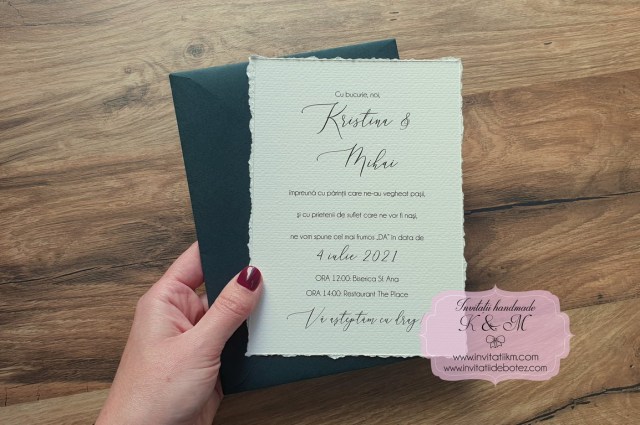 Cu bucurie, noi,
Kristina &
Mihai
împreună cu părinții care ne-au vegheat pașii,
și cu prietenii de suflet care ne vor fi nași,
ne vom spune cel mai frumos „DA” în data de
4 iulie 2021
ORA 12:00: Biserica Sf. Ana
ORA 14:00: Restaurant The Place
Vă așteptăm cu drag
Invitatii handmade
K & M
www.invitatiikm.com
www.invitatiidebotez.com